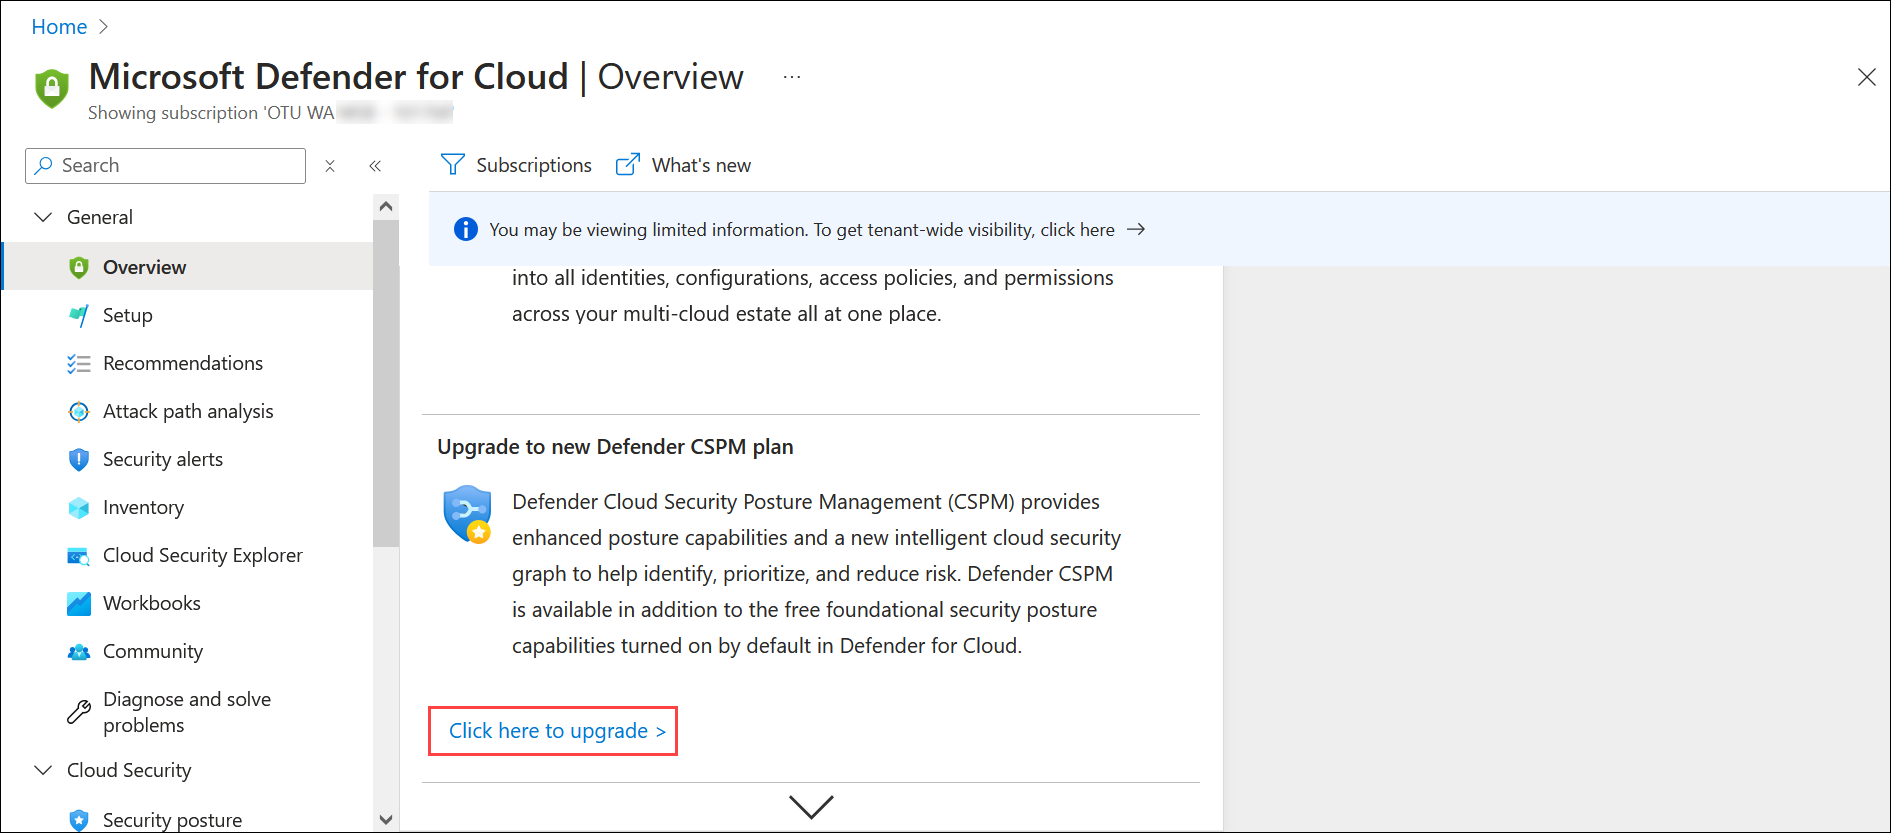 Home
Microsoft Defender for Cloud | Overview ...
Showing subscription 'OTU WA
Search
Subscriptions
What's new
General
Overview
Setup
Recommendations
Attack path analysis
Security alerts
Inventory
Cloud Security Explorer
Workbooks
Community
Diagnose and solve
problems
Cloud Security
Security posture
You may be viewing limited information. To get tenant-wide visibility, click here →
into all identities, configurations, access policies, and permissions
across your multi-cloud estate all at one place.
Upgrade to new Defender CSPM plan
Defender Cloud Security Posture Management (CSPM) provides
enhanced posture capabilities and a new intelligent cloud security
graph to help identify, prioritize, and reduce risk. Defender CSPM
is available in addition to the free foundational security posture
capabilities turned on by default in Defender for Cloud.
Click here to upgrade >